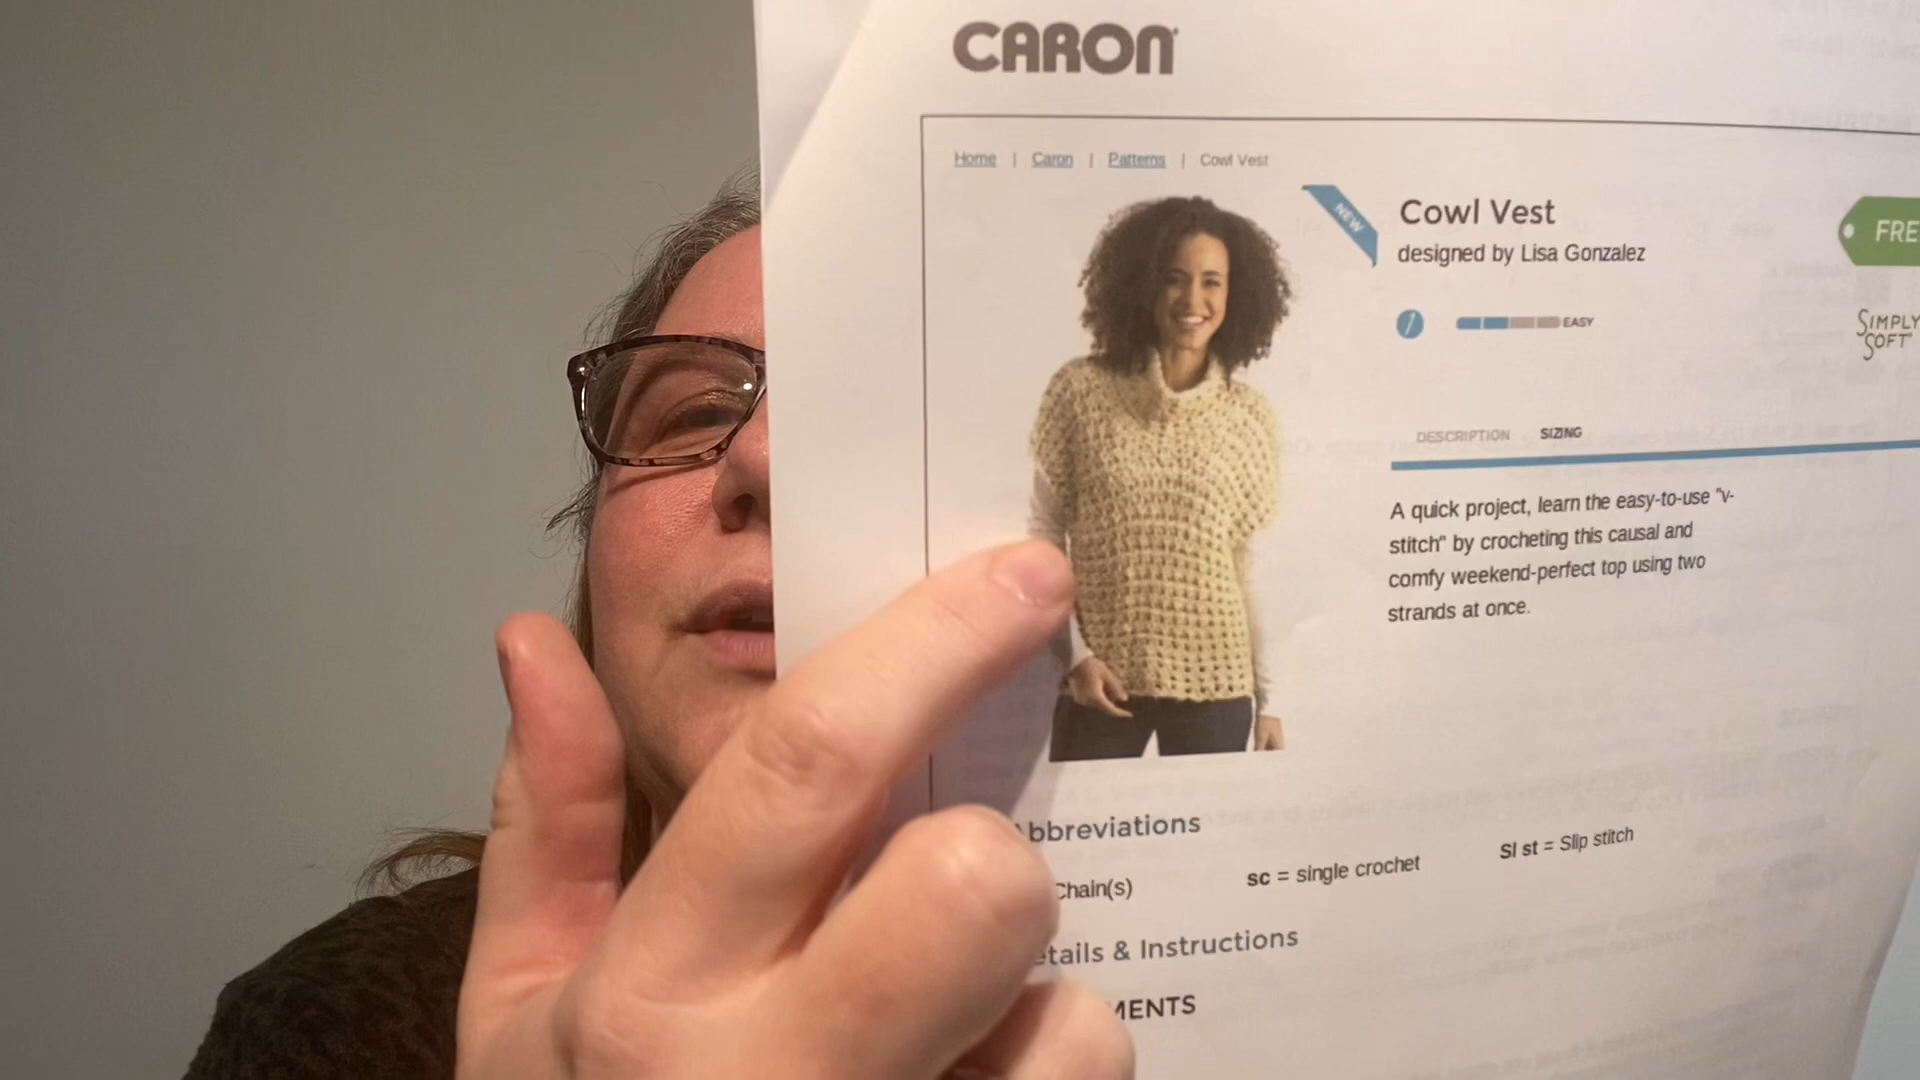 CARON
Home | Caron | Patterns | Cowl Vest
NEW
Cowl Vest
designed by Lisa Gonzalez
FRE
EASY
SIMPLY
SOFT
DESCRIPTION SIZING
A quick project, learn the easy-to-use "v-
stitch" by crocheting this causal and
comfy weekend-perfect top using two
strands at once.
bbreviations
Chain(s) sc = single crochet Sl st = Slip stitch
etails & Instructions
MENTS